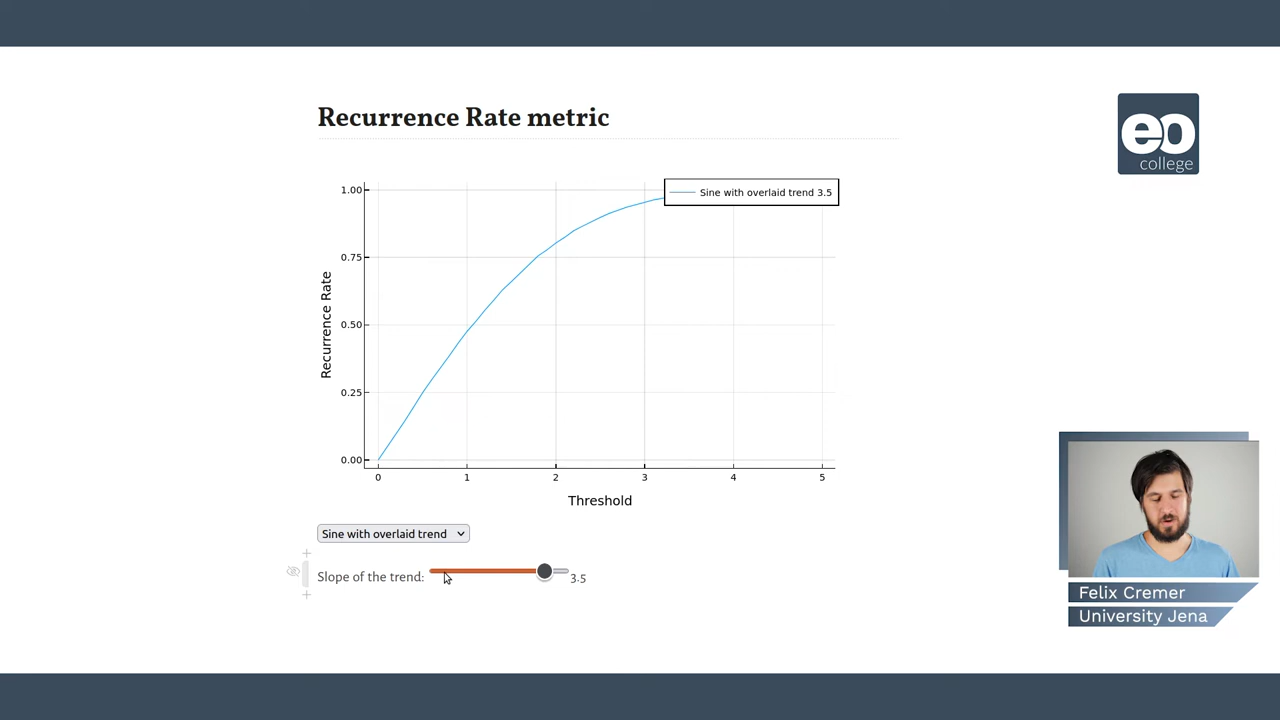 Recurrence Rate metric
eo
college
Sine with overlaid trend 3.5
1.00
0.75
0.50
0.25
0.00
Recurrence Rate
0 1 2 3 4 5
Threshold
Sine with overlaid trend
Slope of the trend: 3.5
Felix Cremer
University Jena